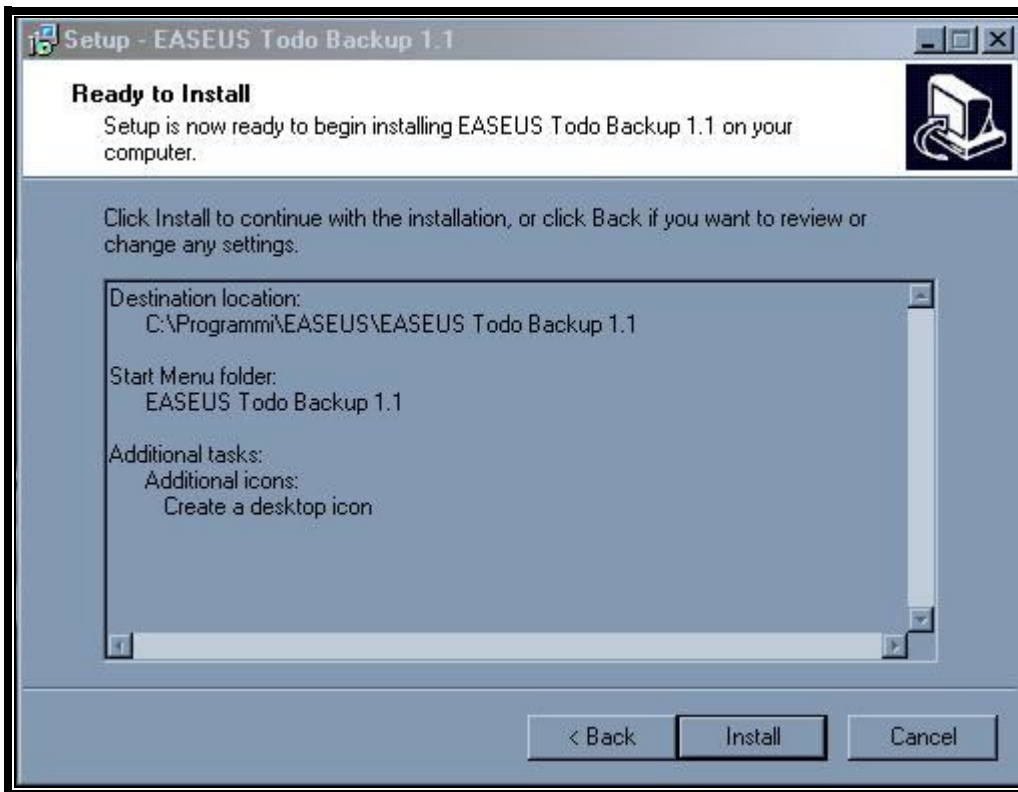 Setup - EASEUS Todo Backup 1.1
Ready to Install
Setup is now ready to begin installing EASEUS Todo Backup 1.1 on your
computer.
Click Install to continue with the installation, or click Back if you want to review or
change any settings.
Destination location:
C:\Programmi\EASEUS\EASEUS Todo Backup 1.1
Start Menu folder:
EASEUS Todo Backup 1.1
Additional tasks:
Additional icons:
Create a desktop icon
< Back Install Cancel